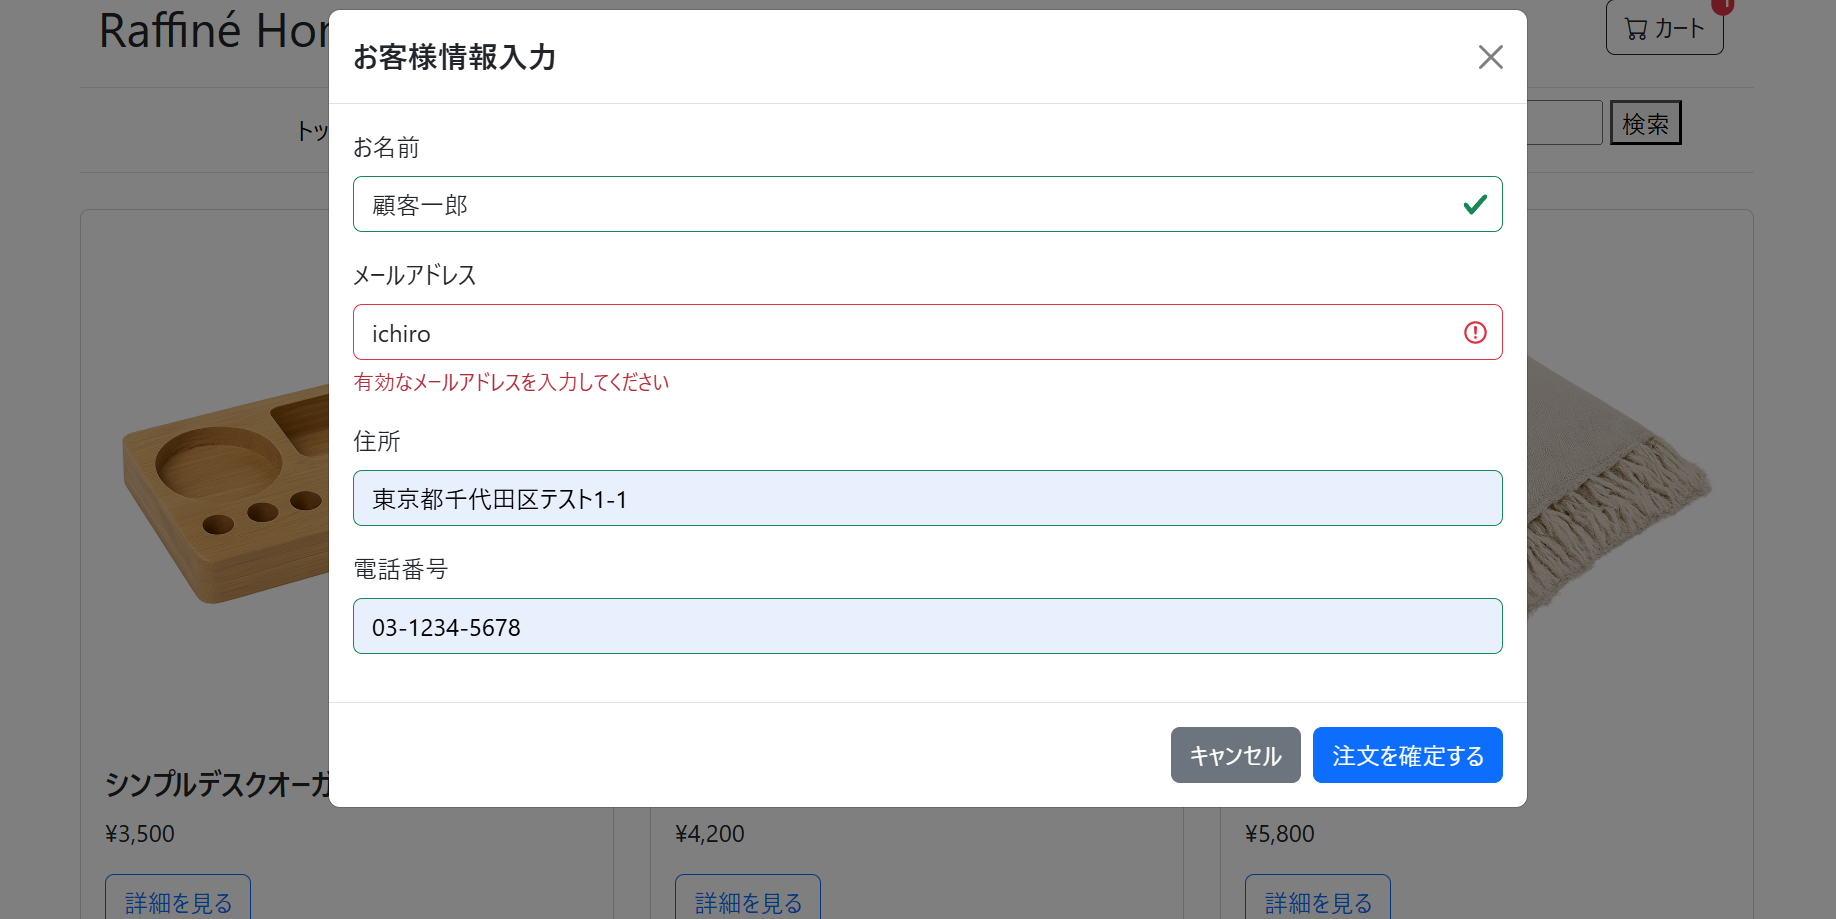 Raffiné Hor
カート
トッ
検索
お客様情報入力
お名前
顧客一郎
メールアドレス
ichiro
有効なメールアドレスを入力してください
住所
東京都千代田区テスト1-1
電話番号
03-1234-5678
キャンセル
注文を確定する
シンプルデスクオーガ
¥3,500
¥4,200
¥5,800
詳細を見る
詳細を見る
詳細を見る